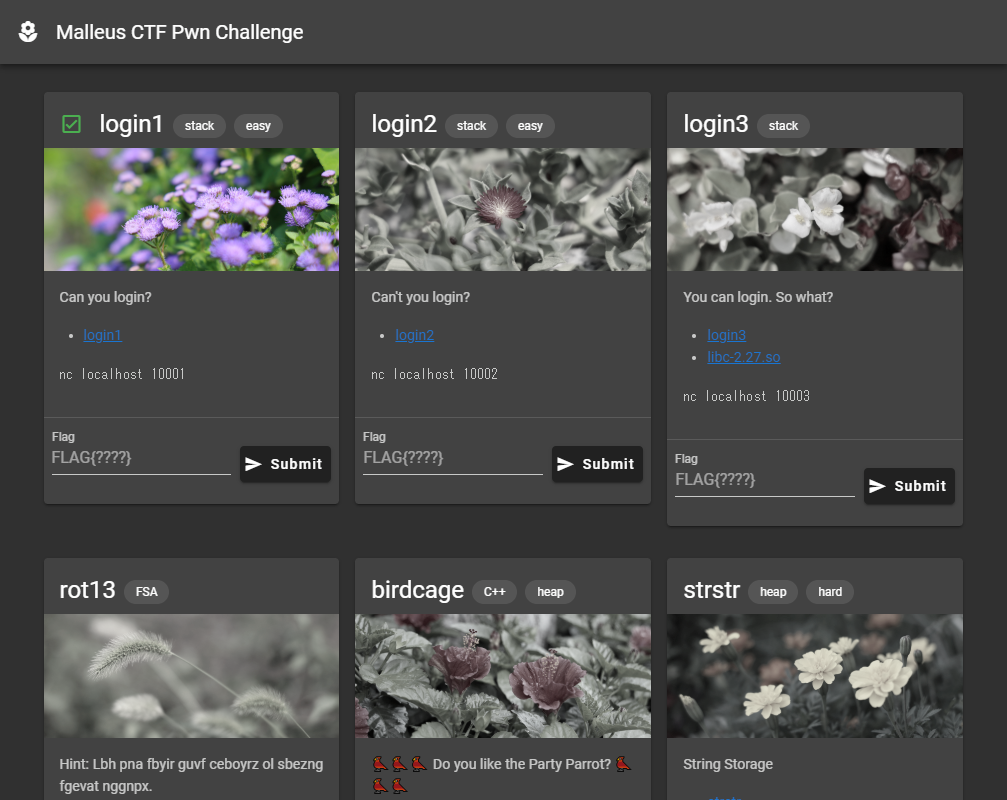 Malleus CTF Pwn Challenge
login1 stack easy
Can you login?
login1
nc localhost 10001
Flag
FLAG{????}
Submit
login2 stack easy
Can't you login?
login2
nc localhost 10002
Flag
FLAG{????}
Submit
login3 stack
You can login. So what?
login3
libc-2.27.so
nc localhost 10003
Flag
FLAG{????}
Submit
rot13 FSA
Hint: Lbh pna fbyir guvf ceboyrz ol sbezng
fgevat nggnpx.
birdcage C++ heap
Do you like the Party Parrot?
strstr heap hard
String Storage